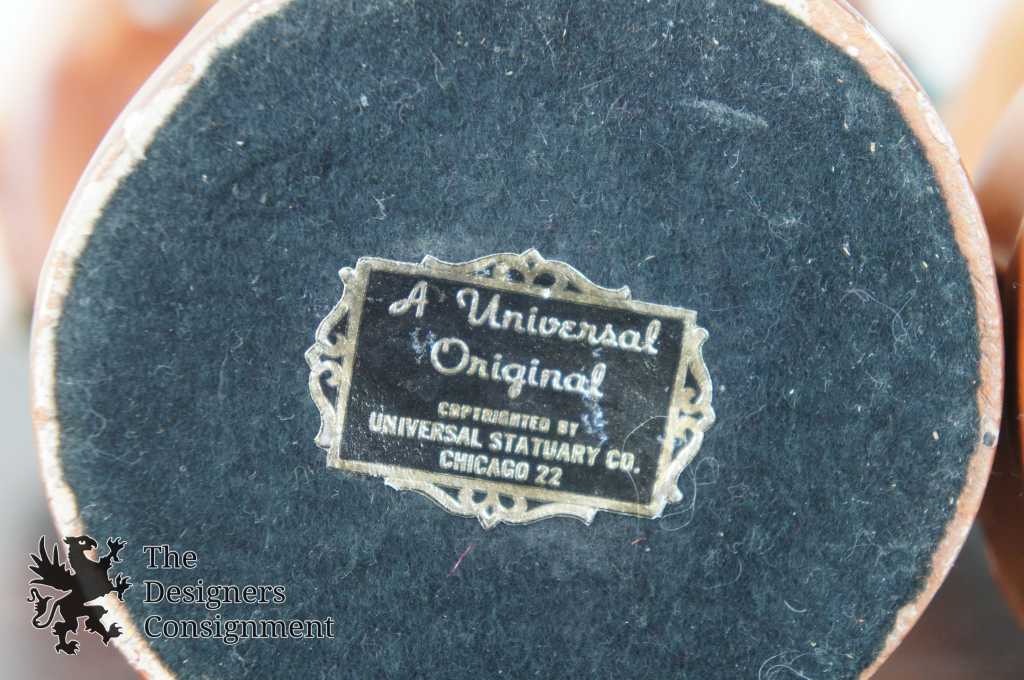 A Universal
Original
COPYRIGHTED BY
UNIVERSAL STATUARY CO.
CHICAGO 22
The
Designers
Consignment